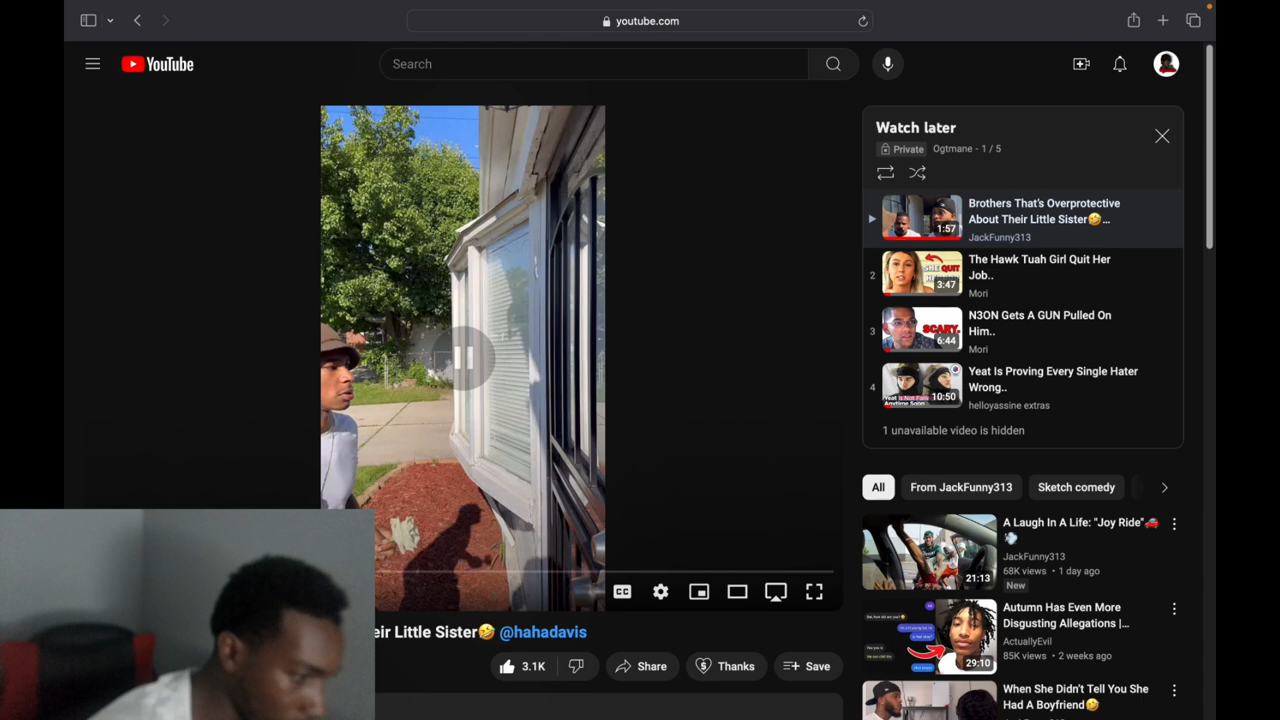 youtube.com
YouTube
Search
Watch later
Private
Ogtmane - 1 / 5
Brothers That's Overprotective
About Their Little Sister🤣 ...
JackFunny313
1:57
2
The Hawk Tuah Girl Quit Her
Job..
Mori
SHE QUIT
3:47
3
N3ON Gets A GUN Pulled On
Him..
Mori
SCARY.
6:44
4
Yeat Is Proving Every Single Hater
Wrong..
helloyassine extras
10:50
1 unavailable video is hidden
All
From JackFunny313
Sketch comedy
A Laugh In A Life: "Joy Ride"🚗
💨
JackFunny313
68K views • 1 day ago
New
21:13
Autumn Has Even More
Disgusting Allegations |...
ActuallyEvil
85K views • 2 weeks ago
29:10
When She Didn't Tell You She
Had A Boyfriend🤣
CC
eir Little Sister🤣 @hahadavis
3.1K
Share
Thanks
Save